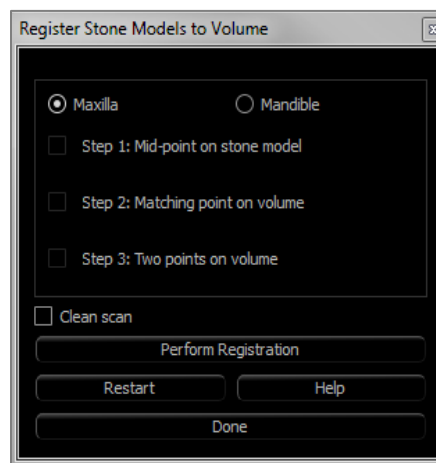 Register Stone Models to Volume
Maxilla Mandible
Step 1: Mid-point on stone model
Step 2: Matching point on volume
Step 3: Two points on volume
Clean scan
Perform Registration
Restart Help
Done